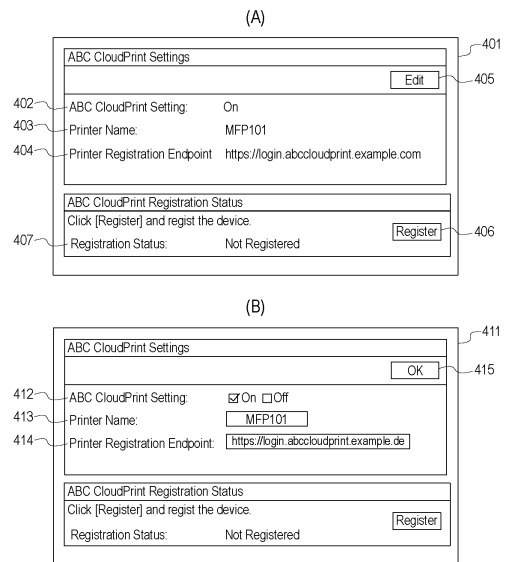 (A)
401
ABC CloudPrint Settings
Edit 405
402 ABC CloudPrint Setting: On
403 Printer Name: MFP101
404 Printer Registration Endpoint https://login.abccloudprint.example.com
ABC CloudPrint Registration Status
Click [Register] and regist the device.
Register 406
407 Registration Status: Not Registered
(B)
411
ABC CloudPrint Settings
OK 415
412 ABC CloudPrint Setting: ☑On ☐Off
413 Printer Name: MFP101
414 Printer Registration Endpoint: https://login.abccloudprint.example.de
ABC CloudPrint Registration Status
Click [Register] and regist the device.
Register
Registration Status: Not Registered